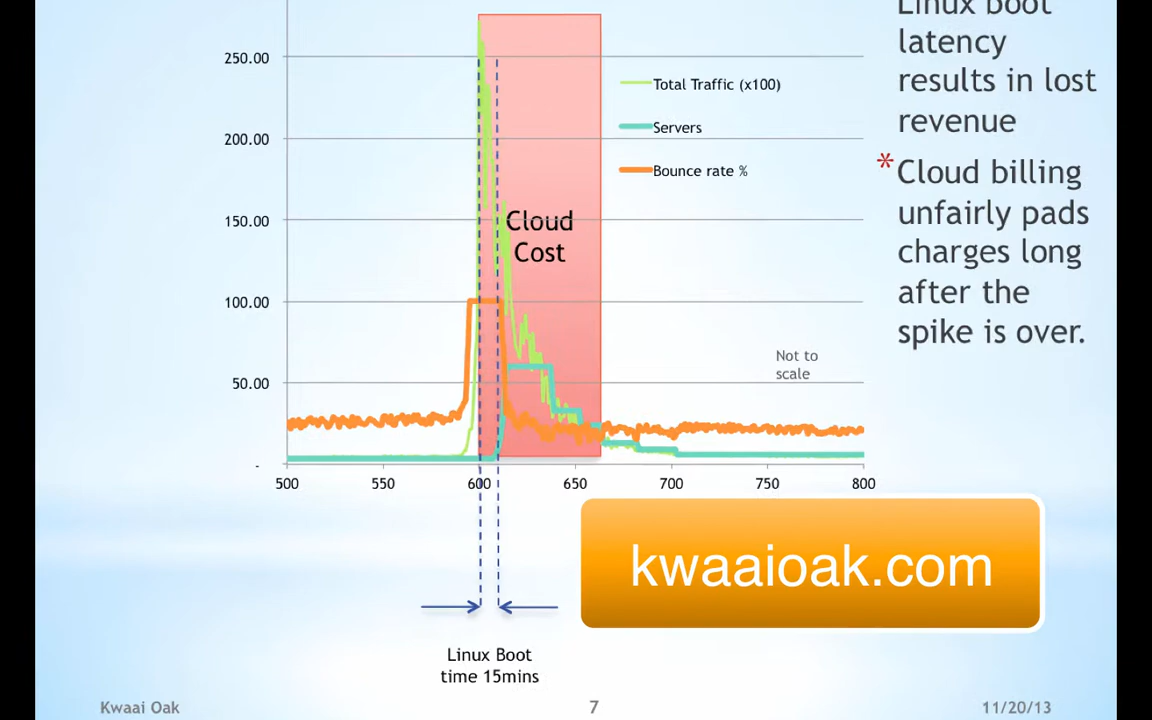 Linux boot
latency
results in lost
revenue
* Cloud billing
unfairly pads
charges long
after the
spike is over.
250.00
200.00
150.00
100.00
50.00
-
500 550 600 650 700 750 800
Total Traffic (x100)
Servers
Bounce rate %
Cloud
Cost
Not to
scale
kwaaioak.com
Linux Boot
time 15mins
Kwaai Oak 7 11/20/13